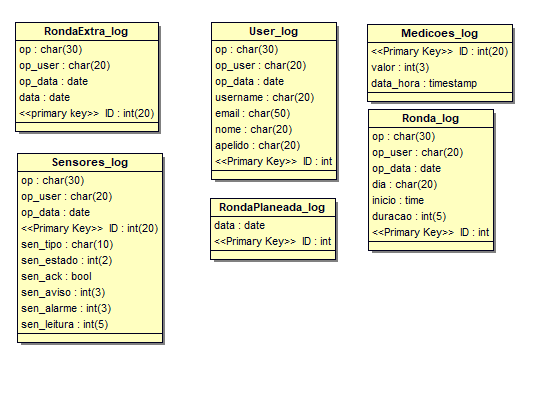 RondaExtra_log
op : char(30)
op_user : char(20)
op_data : date
data : date
<<primary key>> ID : int(20)
User_log
op : char(30)
op_user : char(20)
op_data : date
username : char(20)
email : char(50)
nome : char(20)
apelido : char(20)
<<Primary Key>> ID : int
Medicoes_log
<<Primary Key>> ID : int(20)
valor : int(3)
data_hora : timestamp
Ronda_log
op : char(30)
op_user : char(20)
op_data : date
dia : char(20)
inicio : time
duracao : int(5)
<<Primary Key>> ID : int
Sensores_log
op : char(30)
op_user : char(20)
op_data : date
<<Primary Key>> ID : int(20)
sen_tipo : char(10)
sen_estado : int(2)
sen_ack : bool
sen_aviso : int(3)
sen_alarme : int(3)
sen_leitura : int(5)
RondaPlaneada_log
data : date
<<Primary Key>> ID : int